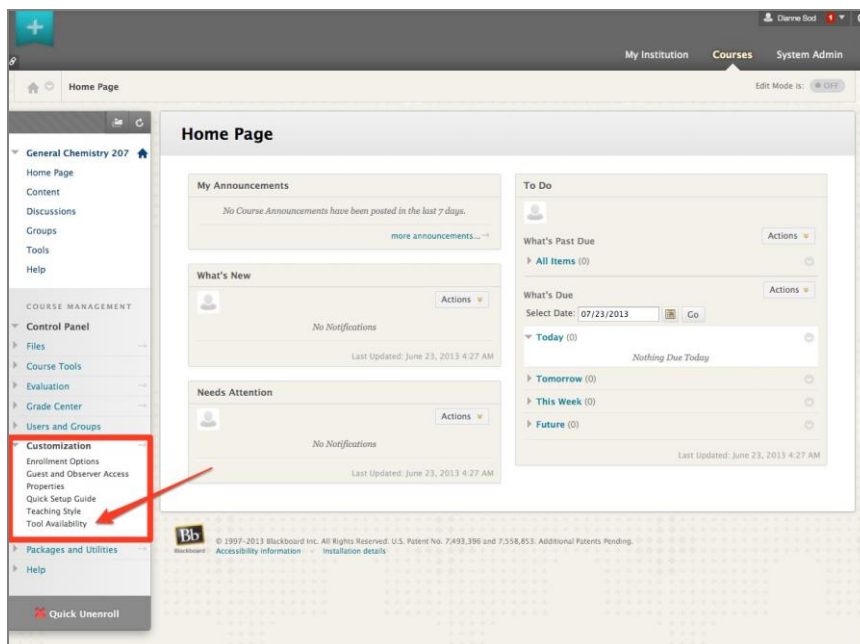 Dianne Bod 1
My Institution Courses System Admin
Home Page
Edit Mode is: OFF
General Chemistry 207
Home Page
Content
Discussions
Groups
Tools
Help
COURSE MANAGEMENT
Control Panel
Files
Course Tools
Evaluation
Grade Center
Users and Groups
Customization
Enrollment Options
Guest and Observer Access
Properties
Quick Setup Guide
Teaching Style
Tool Availability
Packages and Utilities
Help
Quick Unenroll
Home Page
My Announcements
No Course Announcements have been posted in the last 7 days.
more announcements...
What's New
Actions
No Notifications
Last Updated: June 23, 2013 4:27 AM
Needs Attention
Actions
No Notifications
Last Updated: June 23, 2013 4:27 AM
To Do
What's Past Due
Actions
All Items (0)
What's Due
Actions
Select Date: 07/23/2013 Go
Today (0)
Nothing Due Today
Tomorrow (0)
This Week (0)
Future (0)
Last Updated: June 23, 2013 4:27 AM
Bb
Blackboard
© 1997-2013 Blackboard Inc. All Rights Reserved. U.S. Patent No. 7,493,396 and 7,558,853. Additional Patents Pending.
Accessibility information - Installation details